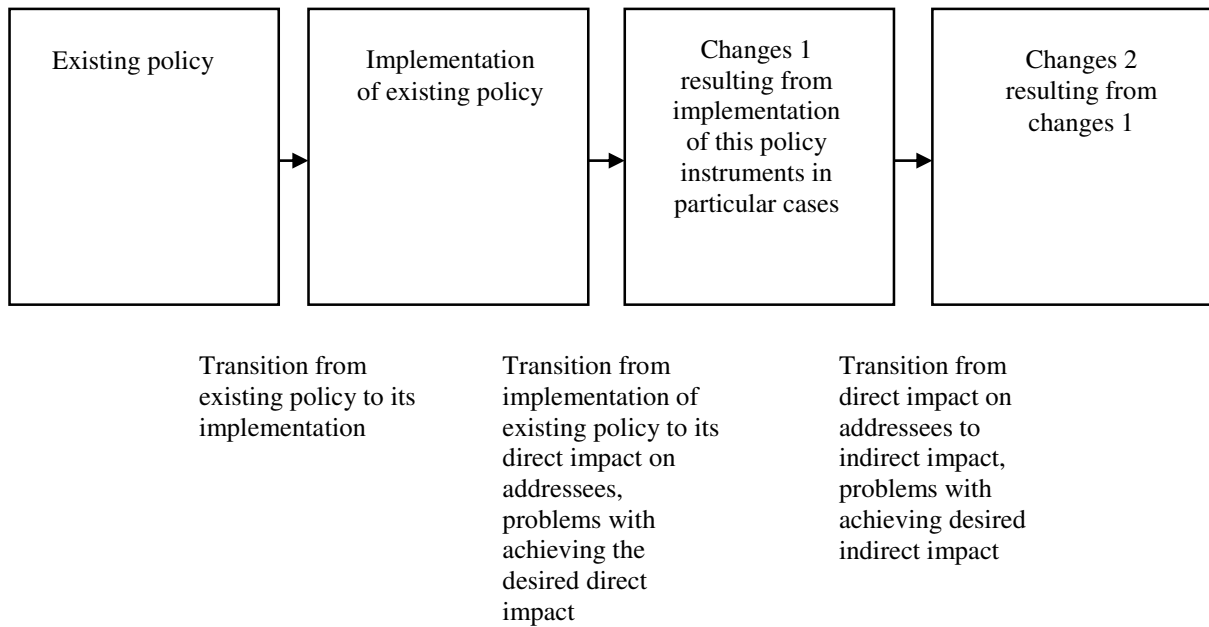 Existing policy
Implementation
of existing policy
Changes 1
resulting from
implementation
of this policy
instruments in
particular cases
Changes 2
resulting from
changes 1
Transition from
existing policy to its
implementation
Transition from
implementation of
existing policy to its
direct impact on
addressees,
problems with
achieving the
desired direct
impact
Transition from
direct impact on
addressees to
indirect impact,
problems with
achieving desired
indirect impact